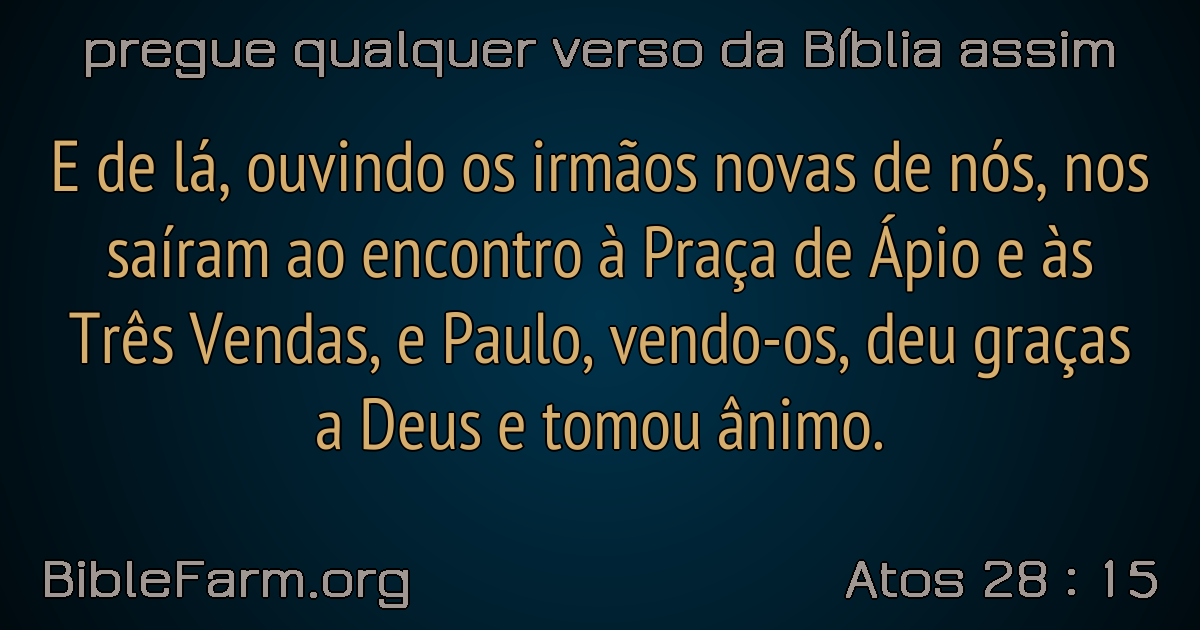 pregue qualquer verso da Bíblia assim
E de lá, ouvindo os irmãos novas de nós, nos
saíram ao encontro à Praça de Ápio e às
Três Vendas, e Paulo, vendo-os, deu graças
a Deus e tomou ânimo.
BibleFarm.org
Atos 28 : 15